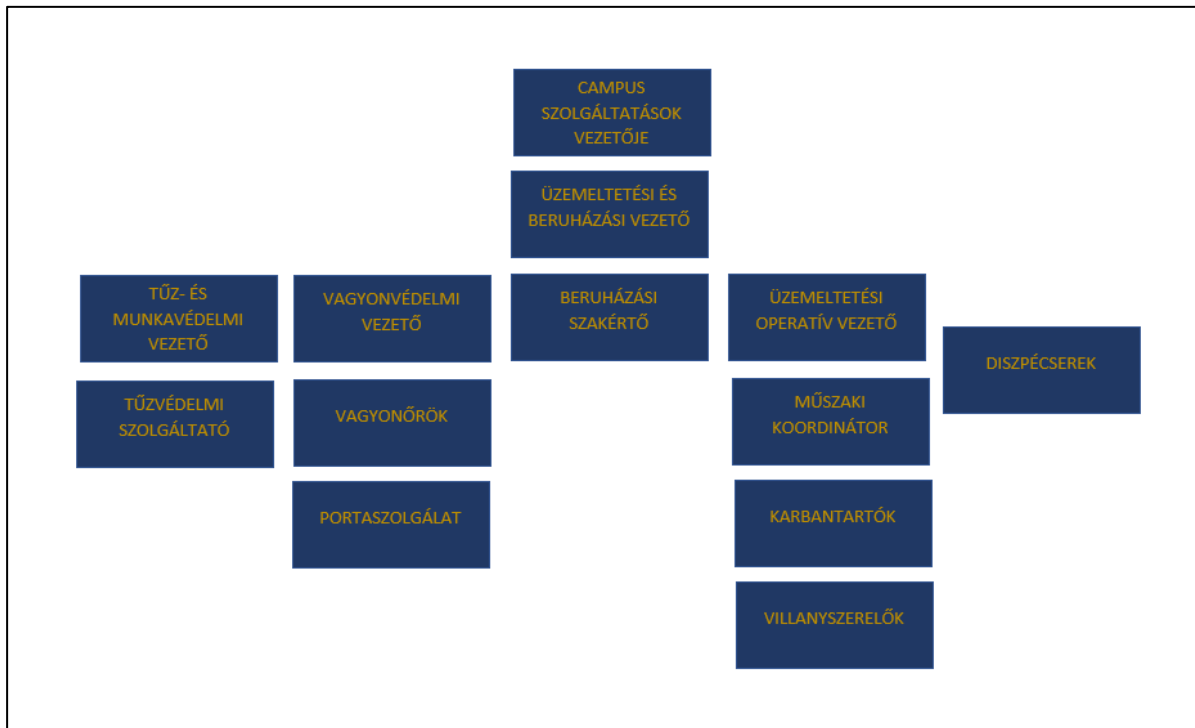 CAMPUS
SZOLGÁLTATÁSOK
VEZETŐJE
ÜZEMELTETÉSI ÉS
BERUHÁZÁSI VEZETŐ
TŰZ- ÉS
MUNKAVÉDELMI
VEZETŐ
VAGYONVÉDELMI
VEZETŐ
BERUHÁZÁSI
SZAKÉRTŐ
ÜZEMELTETÉSI
OPERATÍV VEZETŐ
DISZPÉCSEREK
TŰZVÉDELMI
SZOLGÁLTATÓ
VAGYONŐRÖK
MŰSZAKI
KOORDINÁTOR
PORTASZOLGÁLAT
KARBANTARTÓK
VILLANYSZERELŐK